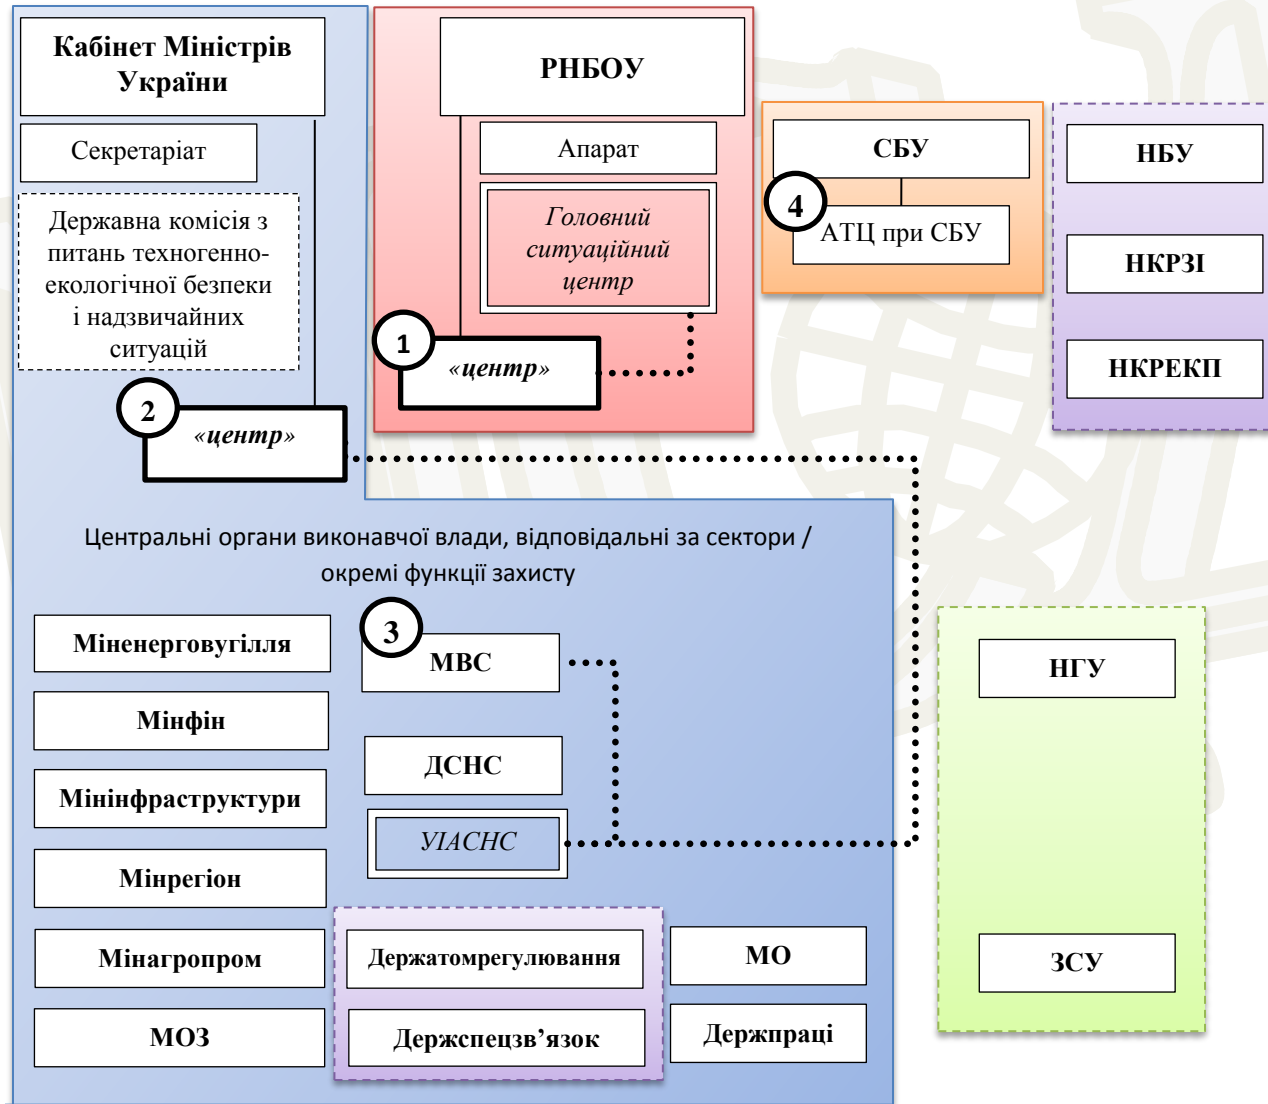 Кабінет Міністрів
України
Секретаріат
Державна комісія з
питань техногенно-
екологічної безпеки
і надзвичайних
ситуацій
2
«центр»
РНБОУ
Апарат
Головний
ситуаційний
центр
1
«центр»
СБУ
4
АТЦ при СБУ
НБУ
НКРЗІ
НКРЕКП
Центральні органи виконавчої влади, відповідальні за сектори /
окремі функції захисту
Міненерговугілля
Мінфін
Мінінфраструктури
Мінрегіон
Мінагропром
МОЗ
3
МВС
ДСНС
УІАСНС
Держатомрегулювання
Держспецзв’язок
МО
Держпраці
НГУ
ЗСУ